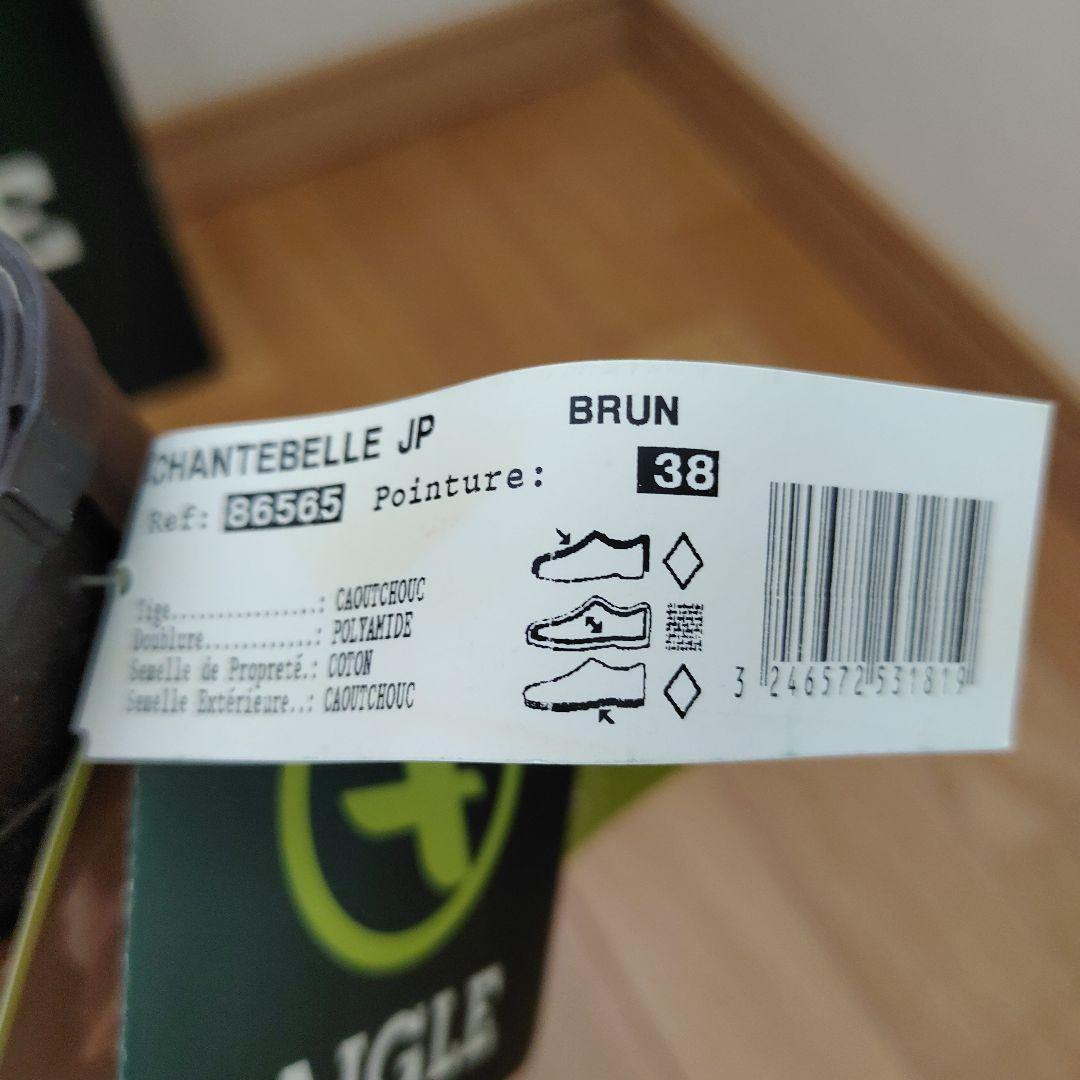 CHANTEBELLE JP BRUN
Ref: 86565 Pointure: 38
Tige.................: CAOUTCHOUC
Doublure.............: POLYAMIDE
Semelle de Propreté.: COTON
Semelle Extérieure..: CAOUTCHOUC
3 246572 531819
AIGLE